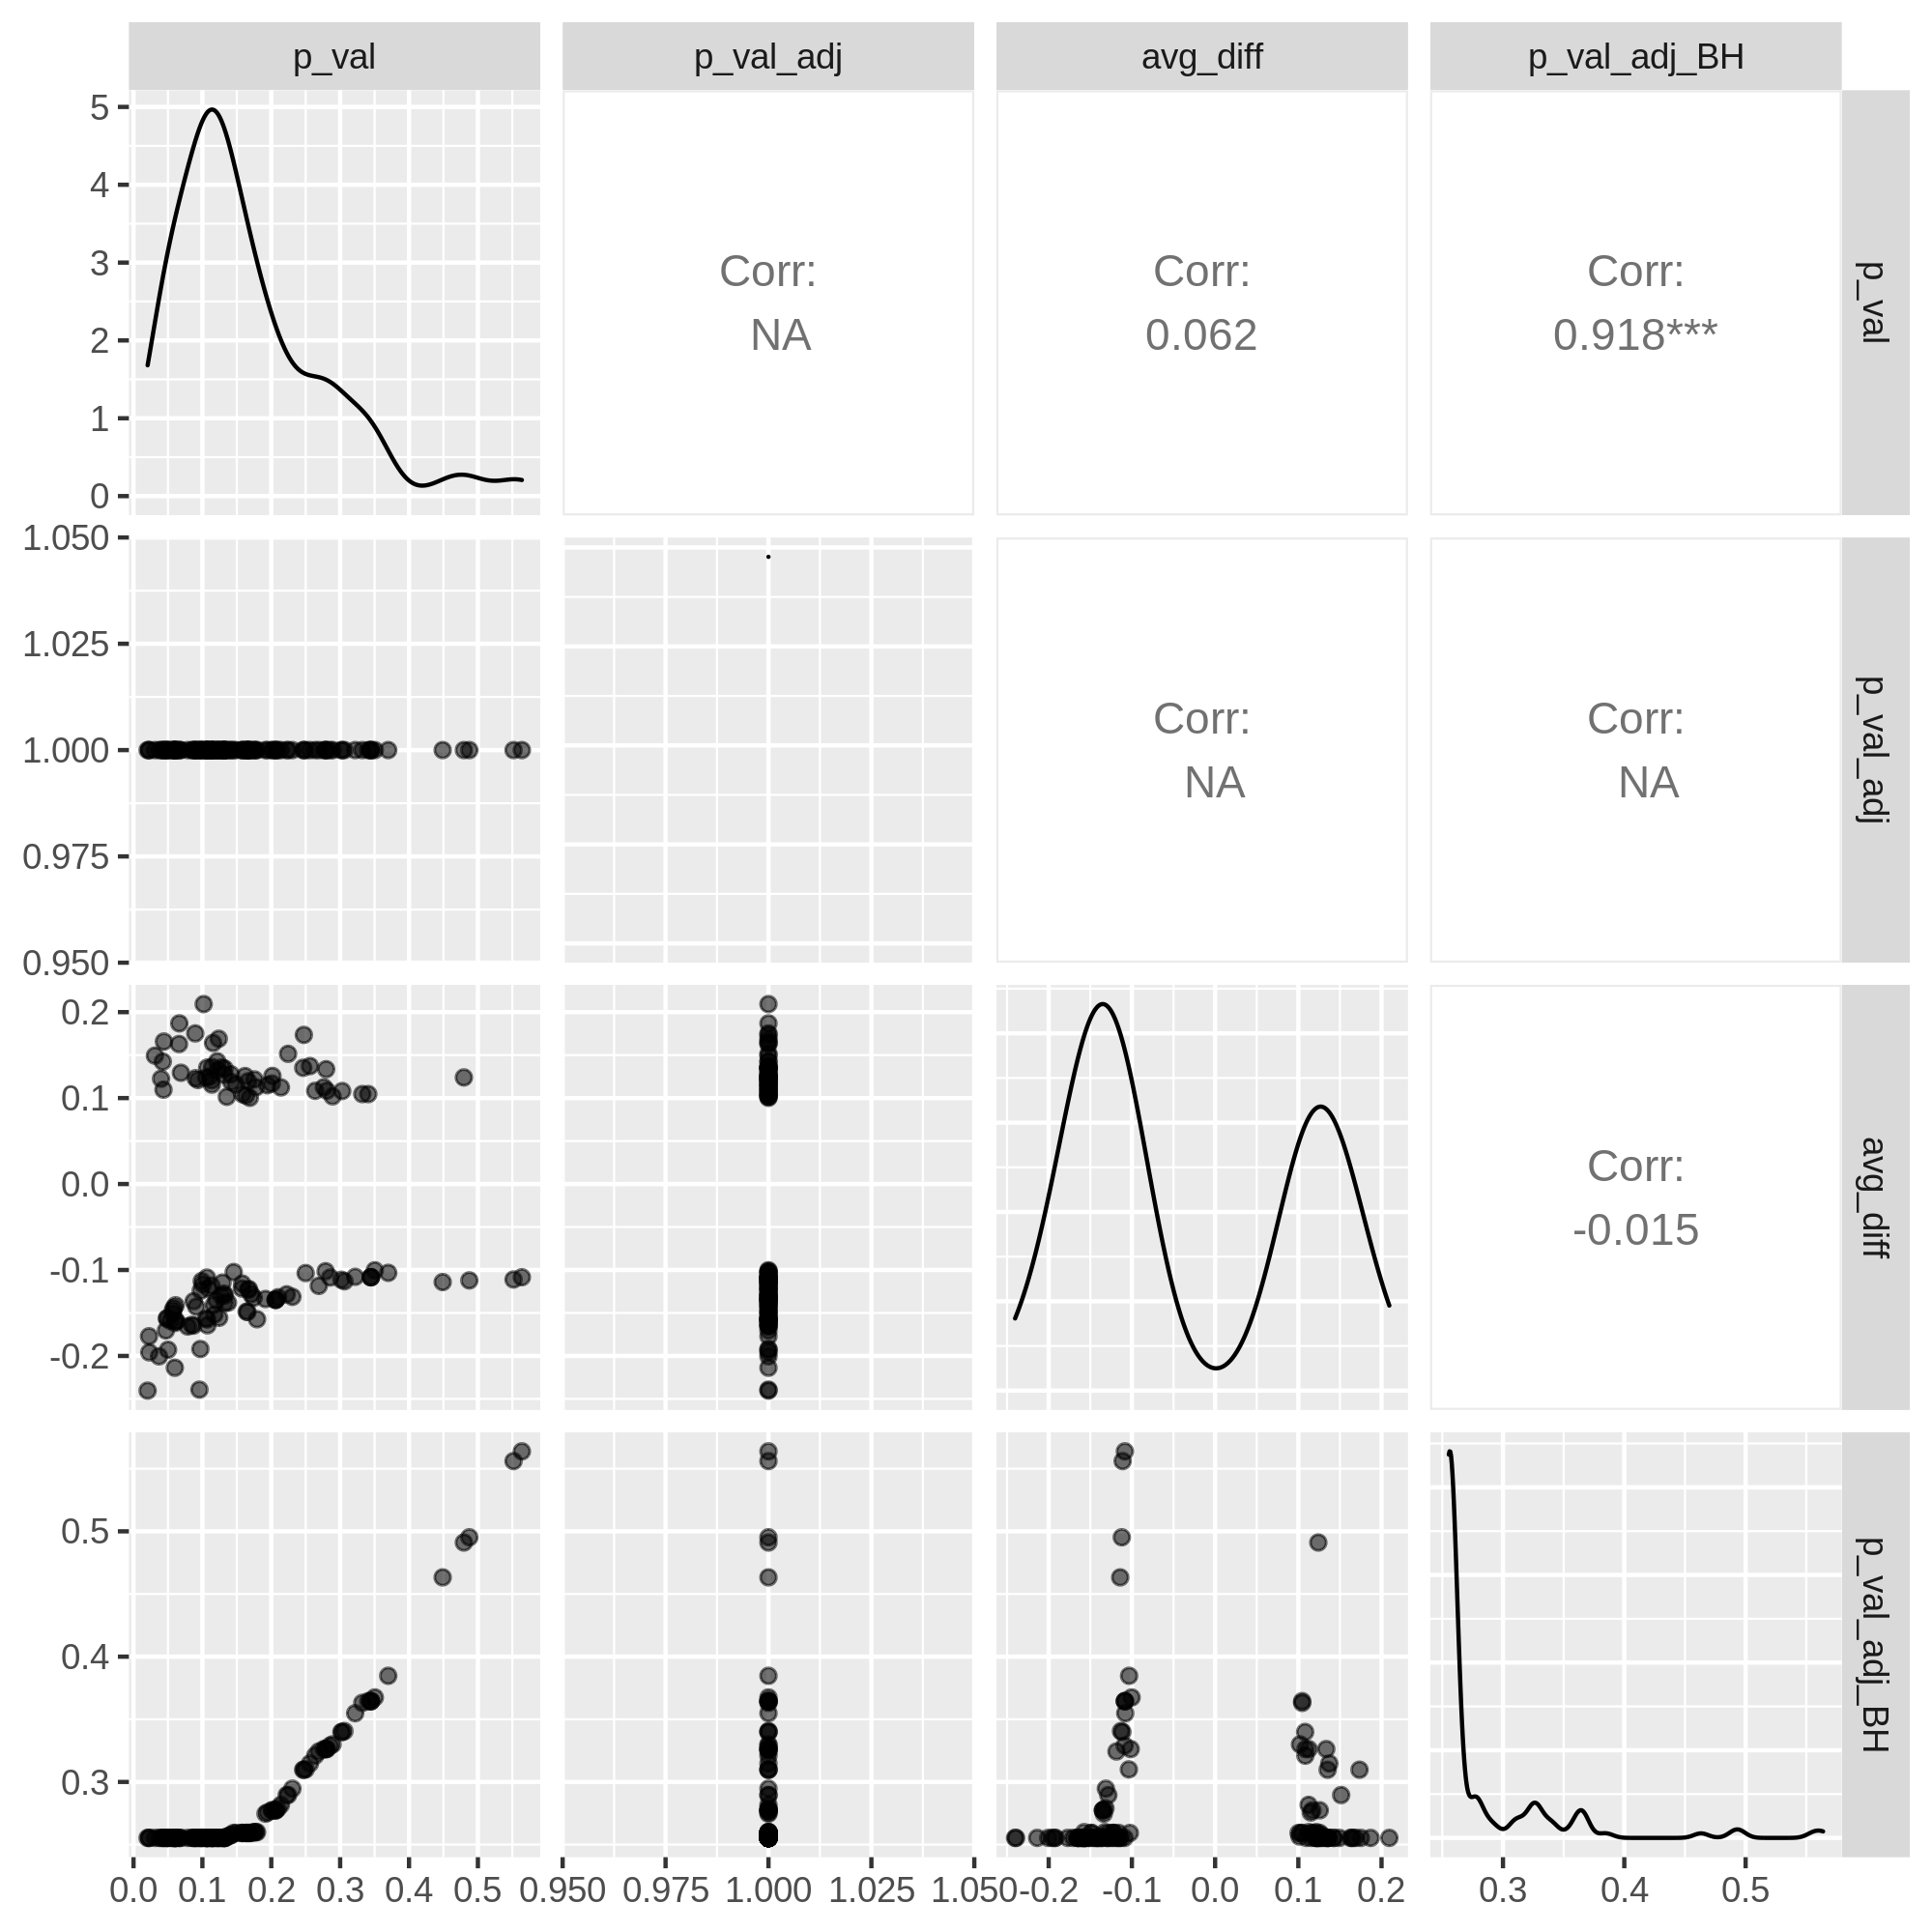 p_val p_val_adj avg_diff p_val_adj_BH
5
4
3
2
1
0
Corr:
NA
Corr:
0.062
Corr:
0.918***
p_val
1.050
1.025
1.000
0.975
0.950
Corr:
NA
Corr:
NA
p_val_adj
0.2
0.1
0.0
-0.1
-0.2
Corr:
-0.015
avg_diff
0.5
0.4
0.3
p_val_adj_BH
0.0 0.1 0.2 0.3 0.4 0.5 0.950 0.975 1.000 1.025 1.050 -0.2 -0.1 0.0 0.1 0.2 0.3 0.4 0.5